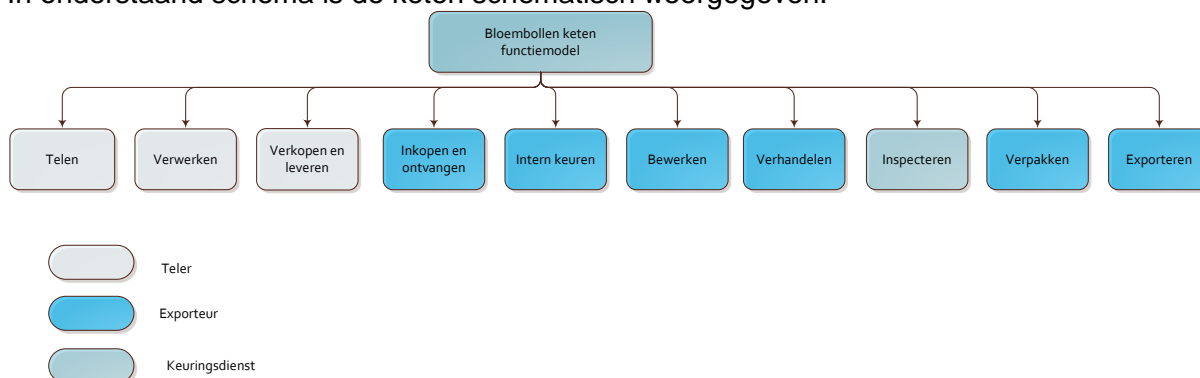 in onderstaand schema is de keten schematisch weergegeven.
Bloembollen keten
functiemodel
Telen
Verwerken
Verkopen en
leveren
Inkopen en
ontvangen
Intern keuren
Bewerken
Verhandelen
Inspecteren
Verpakken
Exporteren
Teler
Exporteur
Keuringsdienst